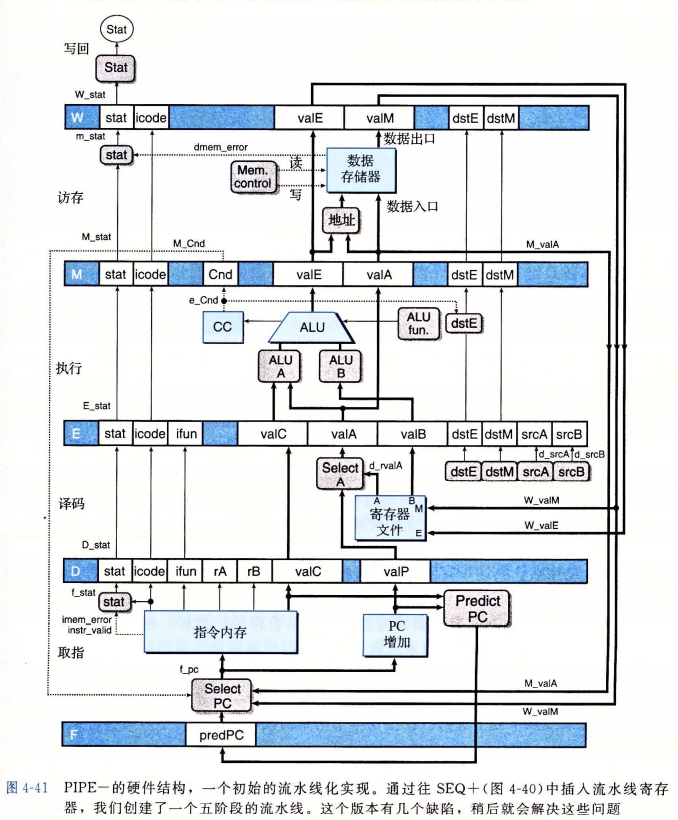 Stat
写回
Stat
W_stat
W stat icode valE valM dstE dstM
m_stat
数据出口
stat
dmem_error
Mem. control
读
写
数据存储器
访存
地址
数据入口
M_stat
M_Cnd
M_valA
M stat icode Cnd valE valA dstE dstM
e_Cnd
CC
ALU
ALU fun.
dstE
执行
ALU A
ALU B
E_stat
E stat icode ifun valC valA valB dstE dstM srcA srcB
d_srcA d_srcB
Select A
d_rvalA
dstE dstM srcA srcB
A B
寄存器文件
M
E
W_valM
W_valE
译码
D_stat
D stat icode ifun rA rB valC valP
f_stat
stat
imem_error
instr_valid
指令内存
PC 增加
Predict PC
取指
f_pc
Select PC
M_valA
W_valM
F predPC
图 4-41 PIPE－的硬件结构，一个初始的流水线化实现。通过往 SEQ＋(图 4-40)中插入流水线寄存
器，我们创建了一个五阶段的流水线。这个版本有几个缺陷，稍后就会解决这些问题